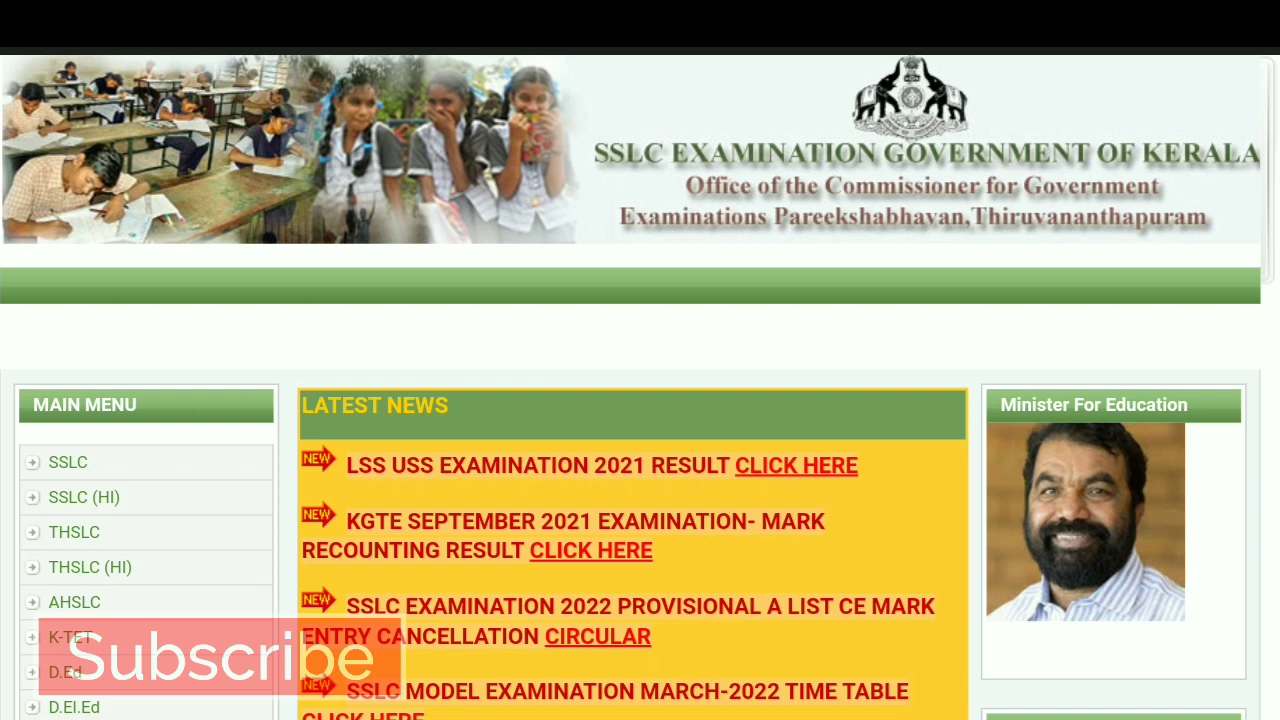 SSLC EXAMINATION GOVERNMENT OF KERALA
Office of the Commissioner for Government
Examinations Pareekshabhavan,Thiruvananthapuram
MAIN MENU
SSLC
SSLC (HI)
THSLC
THSLC (HI)
AHSLC
K-TET
D.Ed
D.El.Ed
LATEST NEWS
NEW LSS USS EXAMINATION 2021 RESULT CLICK HERE
NEW KGTE SEPTEMBER 2021 EXAMINATION- MARK
RECOUNTING RESULT CLICK HERE
NEW SSLC EXAMINATION 2022 PROVISIONAL A LIST CE MARK
ENTRY CANCELLATION CIRCULAR
NEW SSLC MODEL EXAMINATION MARCH-2022 TIME TABLE
CLICK HERE
Minister For Education
Subscribe